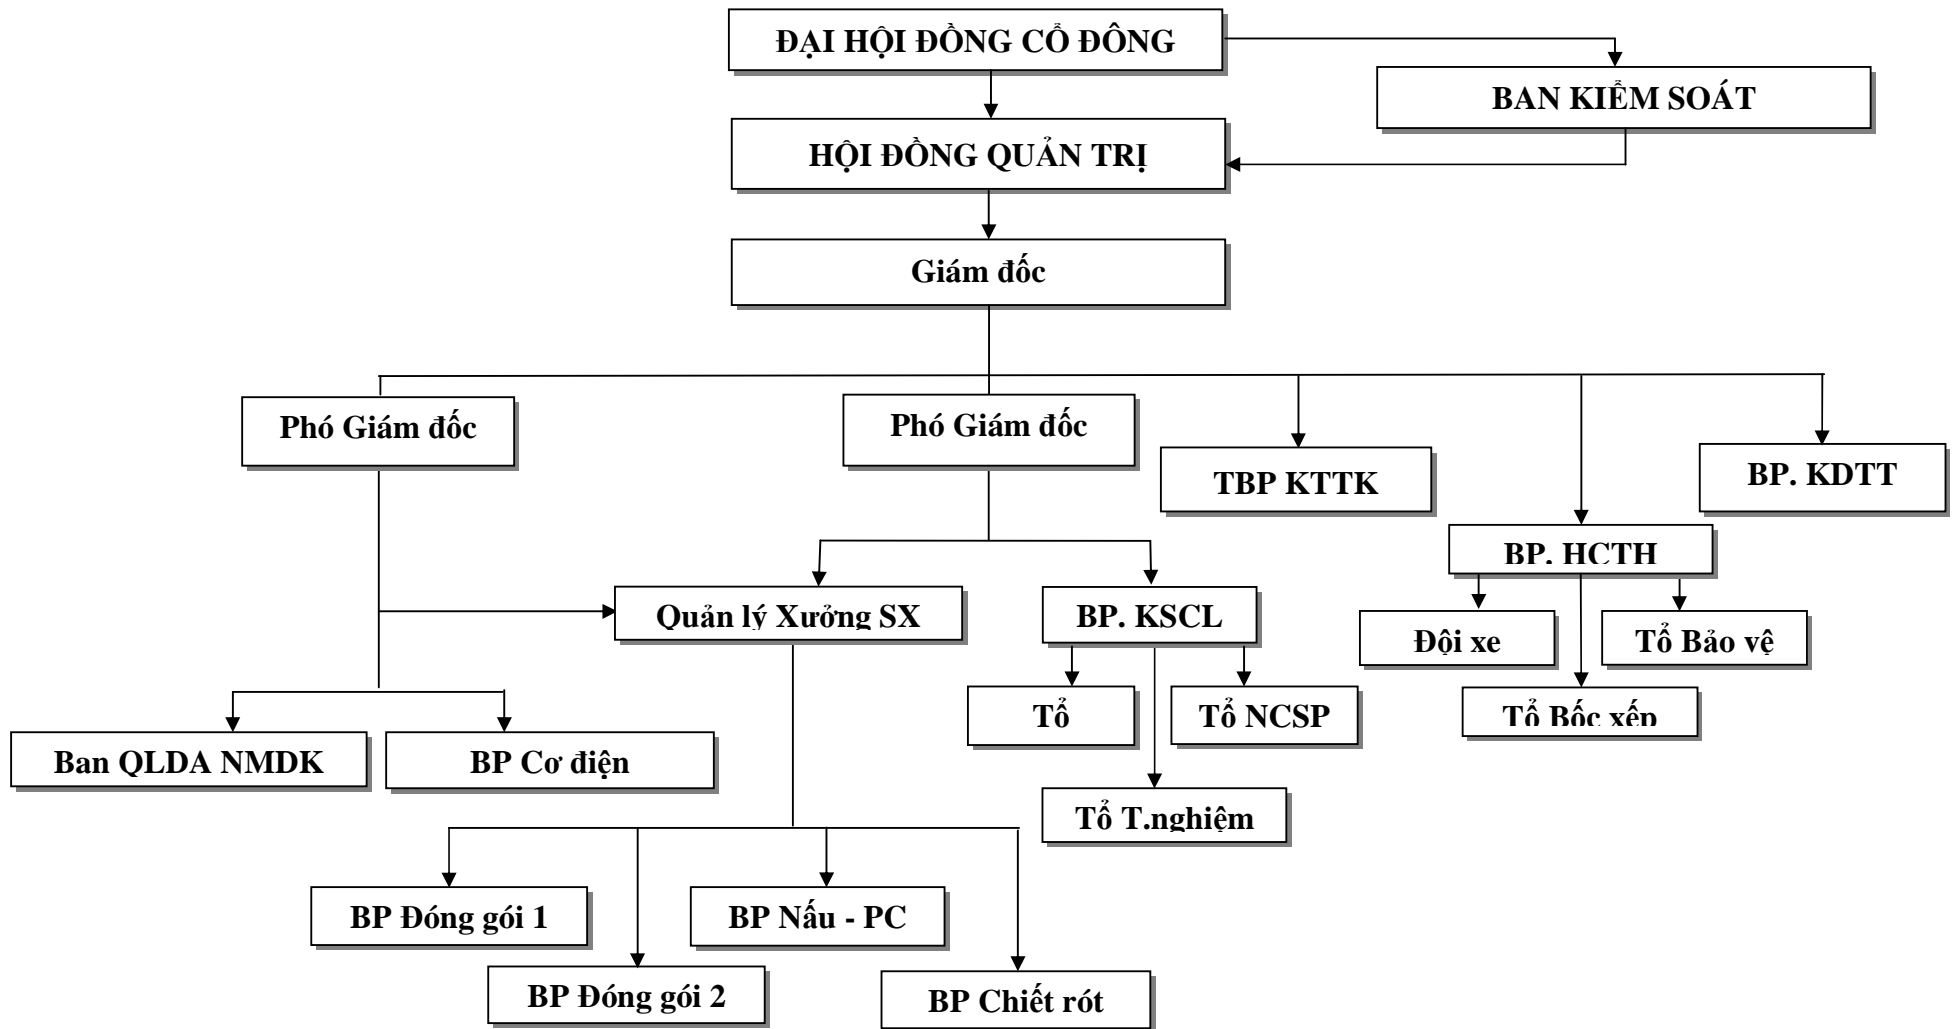 ĐẠI HỘI ĐỒNG CỔ ĐÔNG
BAN KIỂM SOÁT
HỘI ĐỒNG QUẢN TRỊ
Giám đốc
Phó Giám đốc
Phó Giám đốc
TBP KTTK
BP. KDTT
BP. HCTH
Quản lý Xưởng SX
BP. KSCL
Đội xe
Tổ Bảo vệ
Tổ
Tổ NCSP
Tổ Bốc xếp
Ban QLDA NMDK
BP Cơ điện
Tổ T.nghiệm
BP Đóng gói 1
BP Nấu - PC
BP Đóng gói 2
BP Chiết rót